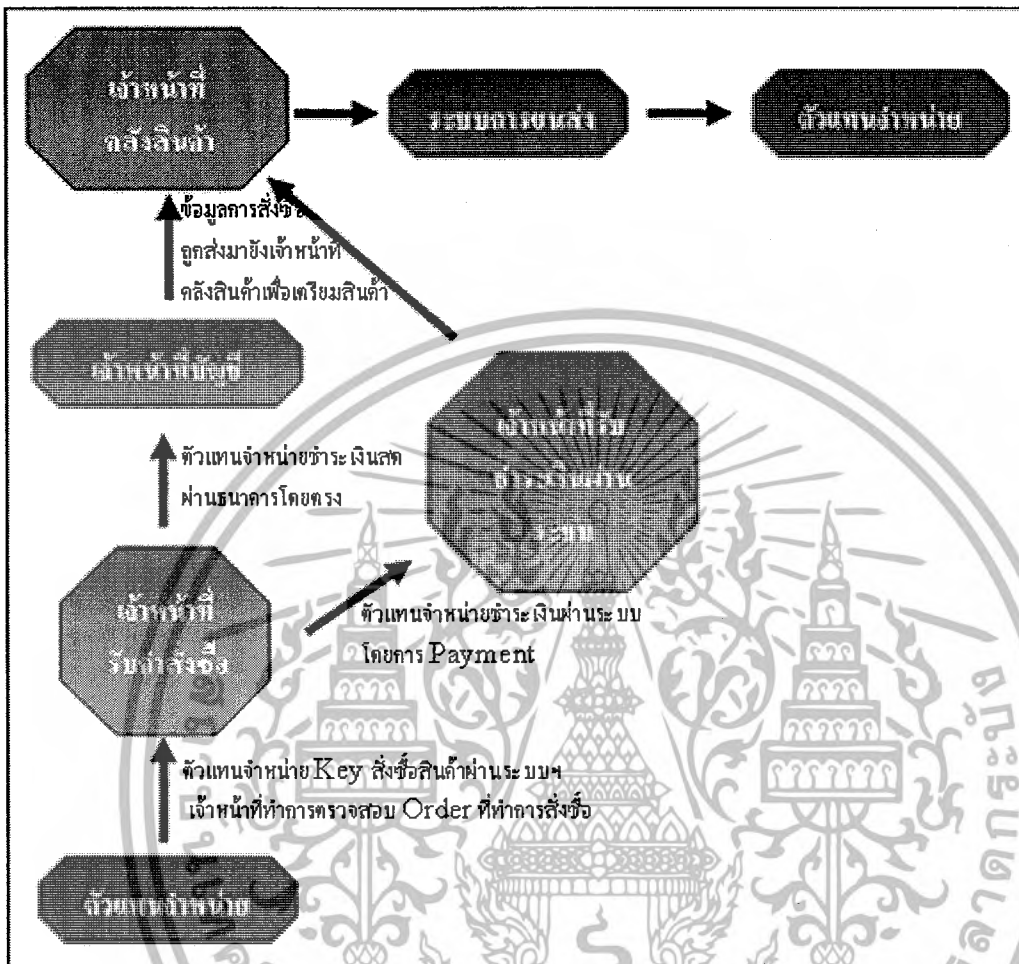 เจ้าหน้าที่
คลังสินค้า
ระบบการขนส่ง
ตัวแทนจำหน่าย
ข้อมูลการสั่งซื้อ
ถูกส่งมายังเจ้าหน้าที่
คลังสินค้าเพื่อเตรียมสินค้า
เจ้าหน้าที่บัญชี
เจ้าหน้าที่รับ
ชำระเงินผ่าน
ระบบ
ตัวแทนจำหน่ายชำระเงินสด
ผ่านธนาคารโดยตรง
เจ้าหน้าที่
รับคำสั่งซื้อ
ตัวแทนจำหน่ายชำระเงินผ่านระบบ
โดยการ Payment
ตัวแทนจำหน่าย Key สั่งซื้อสินค้าผ่านระบบฯ
เจ้าหน้าที่ทำการตรวจสอบ Order ที่ทำการสั่งซื้อ
ตัวแทนจำหน่าย